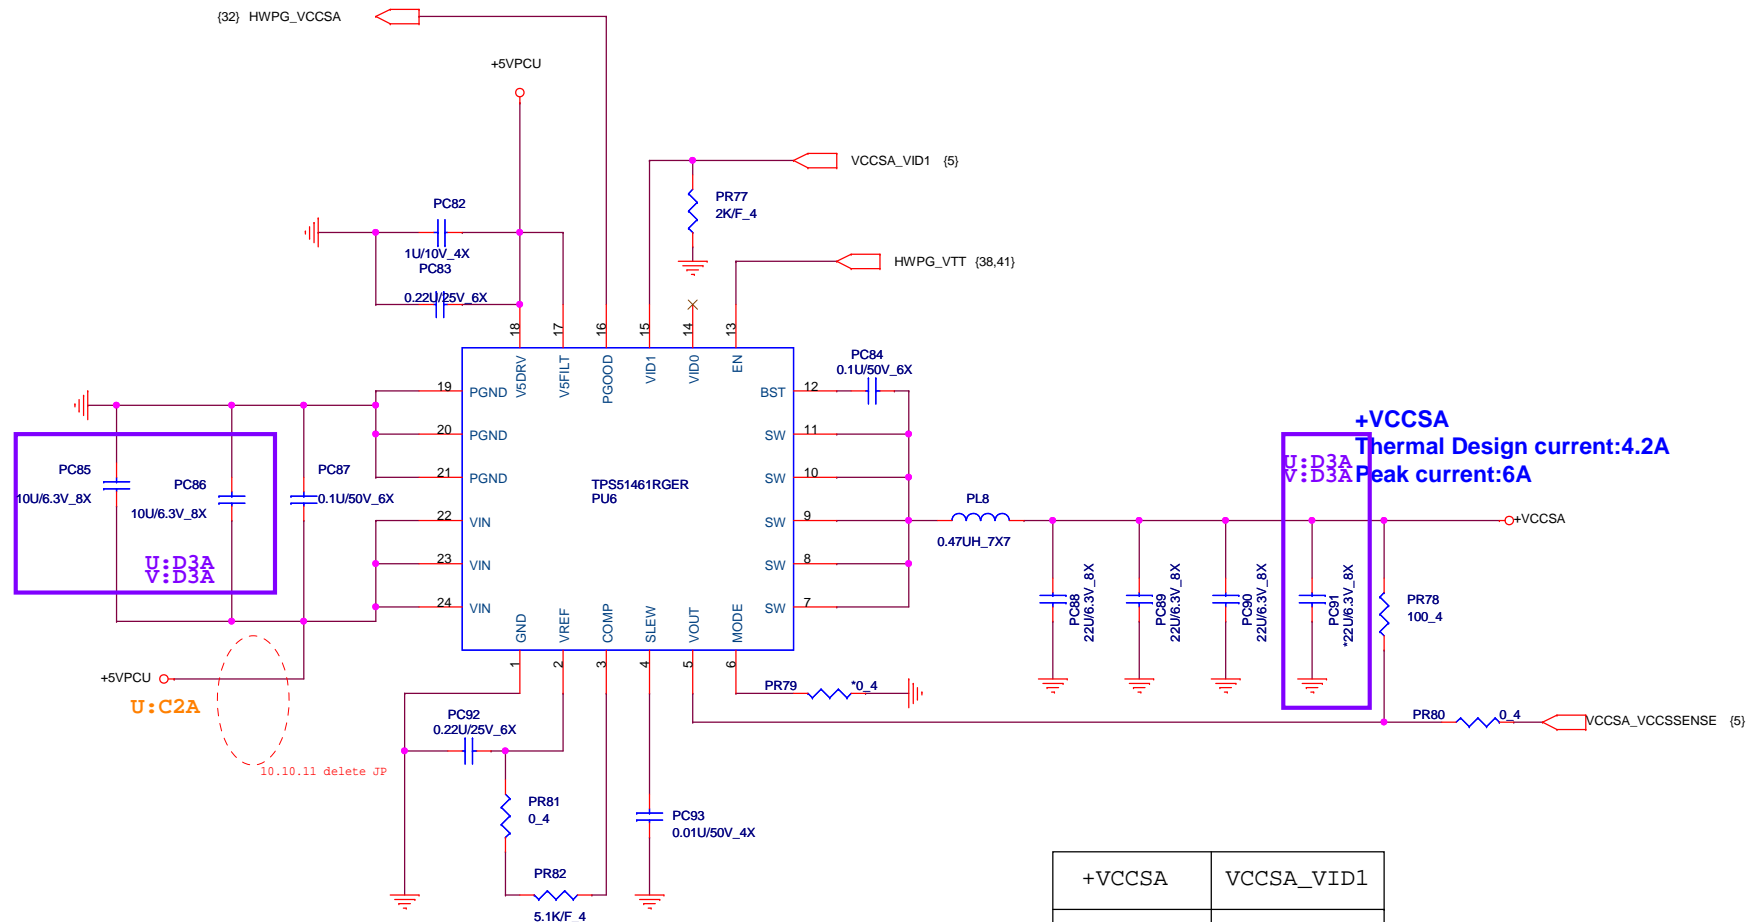 {32} HWPG_VCCSA
+5VPCU
VCCSA_VID1 {5}
PR77
2K/F_4
HWPG_VTT {38,41}
PC82
1U/10V_4X
PC83
0.22U/25V_6X
18
17
16
15
14
13
V5DRV
V5FILT
PGOOD
VID1
VID0
EN
PC84
0.1U/50V_6X
19 PGND
20 PGND
21 PGND
22 VIN
23 VIN
24 VIN
BST 12
SW 11
SW 10
SW 9
SW 8
SW 7
TPS51461RGER
PU6
GND
VREF
COMP
SLEW
VOUT
MODE
1
2
3
4
5
6
PC85
10U/6.3V_8X
PC86
10U/6.3V_8X
PC87
0.1U/50V_6X
U:D3A
V:D3A
+5VPCU
U:C2A
10.10.11 delete JP
PL8
0.47UH_7X7
+VCCSA
Thermal Design current:4.2A
Peak current:6A
U:D3A
V:D3A
+VCCSA
PC88
22U/6.3V_8X
PC89
22U/6.3V_8X
PC90
22U/6.3V_8X
PC91
*22U/6.3V_8X
PR78
100_4
PR79 *0_4
PR80 0_4
VCCSA_VCCSSENSE {5}
PC92
0.22U/25V_6X
PR81
0_4
PR82
5.1K/F_4
PC93
0.01U/50V_4X
+VCCSA VCCSA_VID1